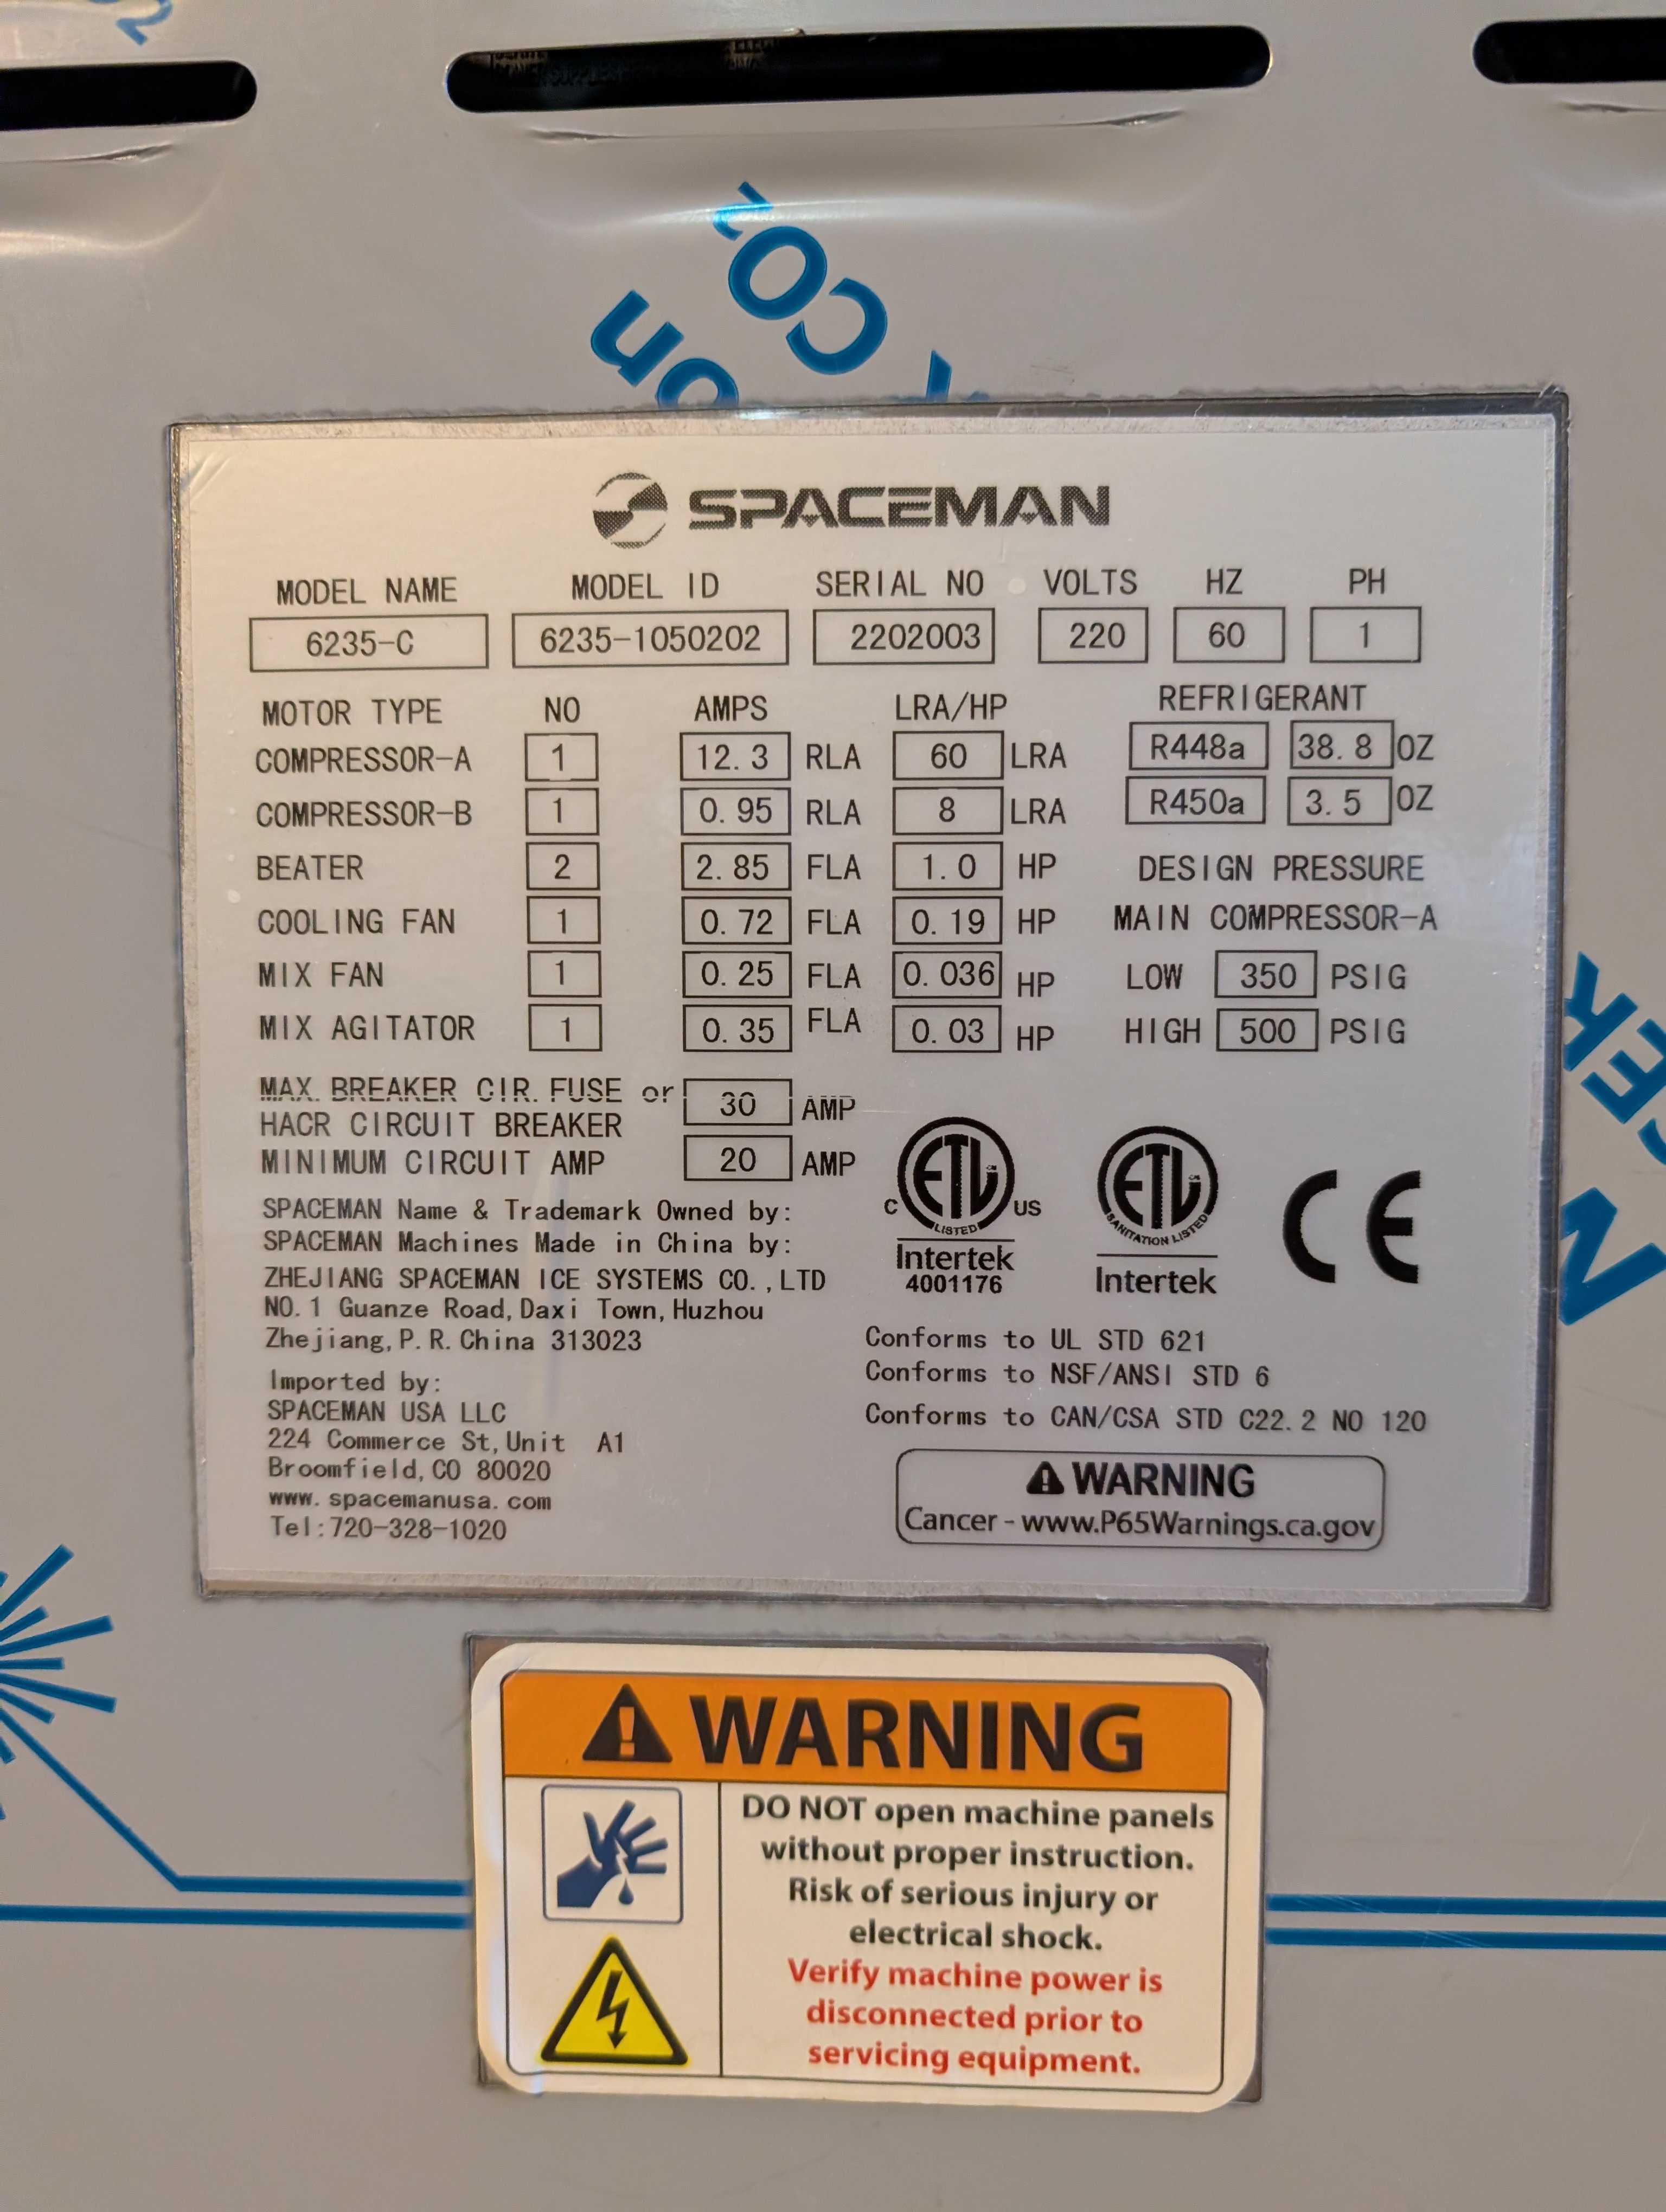 CO2
on
SPACEMAN
MODEL NAME MODEL ID SERIAL NO VOLTS HZ PH
6235-C 6235-1050202 2202003 220 60 1
MOTOR TYPE NO AMPS LRA/HP REFRIGERANT
COMPRESSOR-A 1 12.3 RLA 60 LRA R448a 38.8 OZ
COMPRESSOR-B 1 0.95 RLA 8 LRA R450a 3.5 OZ
BEATER 2 2.85 FLA 1.0 HP DESIGN PRESSURE
COOLING FAN 1 0.72 FLA 0.19 HP MAIN COMPRESSOR-A
MIX FAN 1 0.25 FLA 0.036 HP LOW 350 PSIG
MIX AGITATOR 1 0.35 FLA 0.03 HP HIGH 500 PSIG
MAX. BREAKER CIR. FUSE or 30 AMP
HACR CIRCUIT BREAKER
MINIMUM CIRCUIT AMP 20 AMP
SPACEMAN Name & Trademark Owned by:
SPACEMAN Machines Made in China by:
ZHEJIANG SPACEMAN ICE SYSTEMS CO.,LTD
NO.1 Guanze Road,Daxi Town,Huzhou
Zhejiang,P.R.China 313023
Imported by:
SPACEMAN USA LLC
224 Commerce St,Unit A1
Broomfield,CO 80020
www.spacemanusa.com
Tel:720-328-1020
ETL
C US
LISTED
Intertek
4001176
ETL
SANITATION LISTED
Intertek
CE
Conforms to UL STD 621
Conforms to NSF/ANSI STD 6
Conforms to CAN/CSA STD C22.2 NO 120
WARNING
Cancer - www.P65Warnings.ca.gov
WARNING
DO NOT open machine panels
without proper instruction.
Risk of serious injury or
electrical shock.
Verify machine power is
disconnected prior to
servicing equipment.